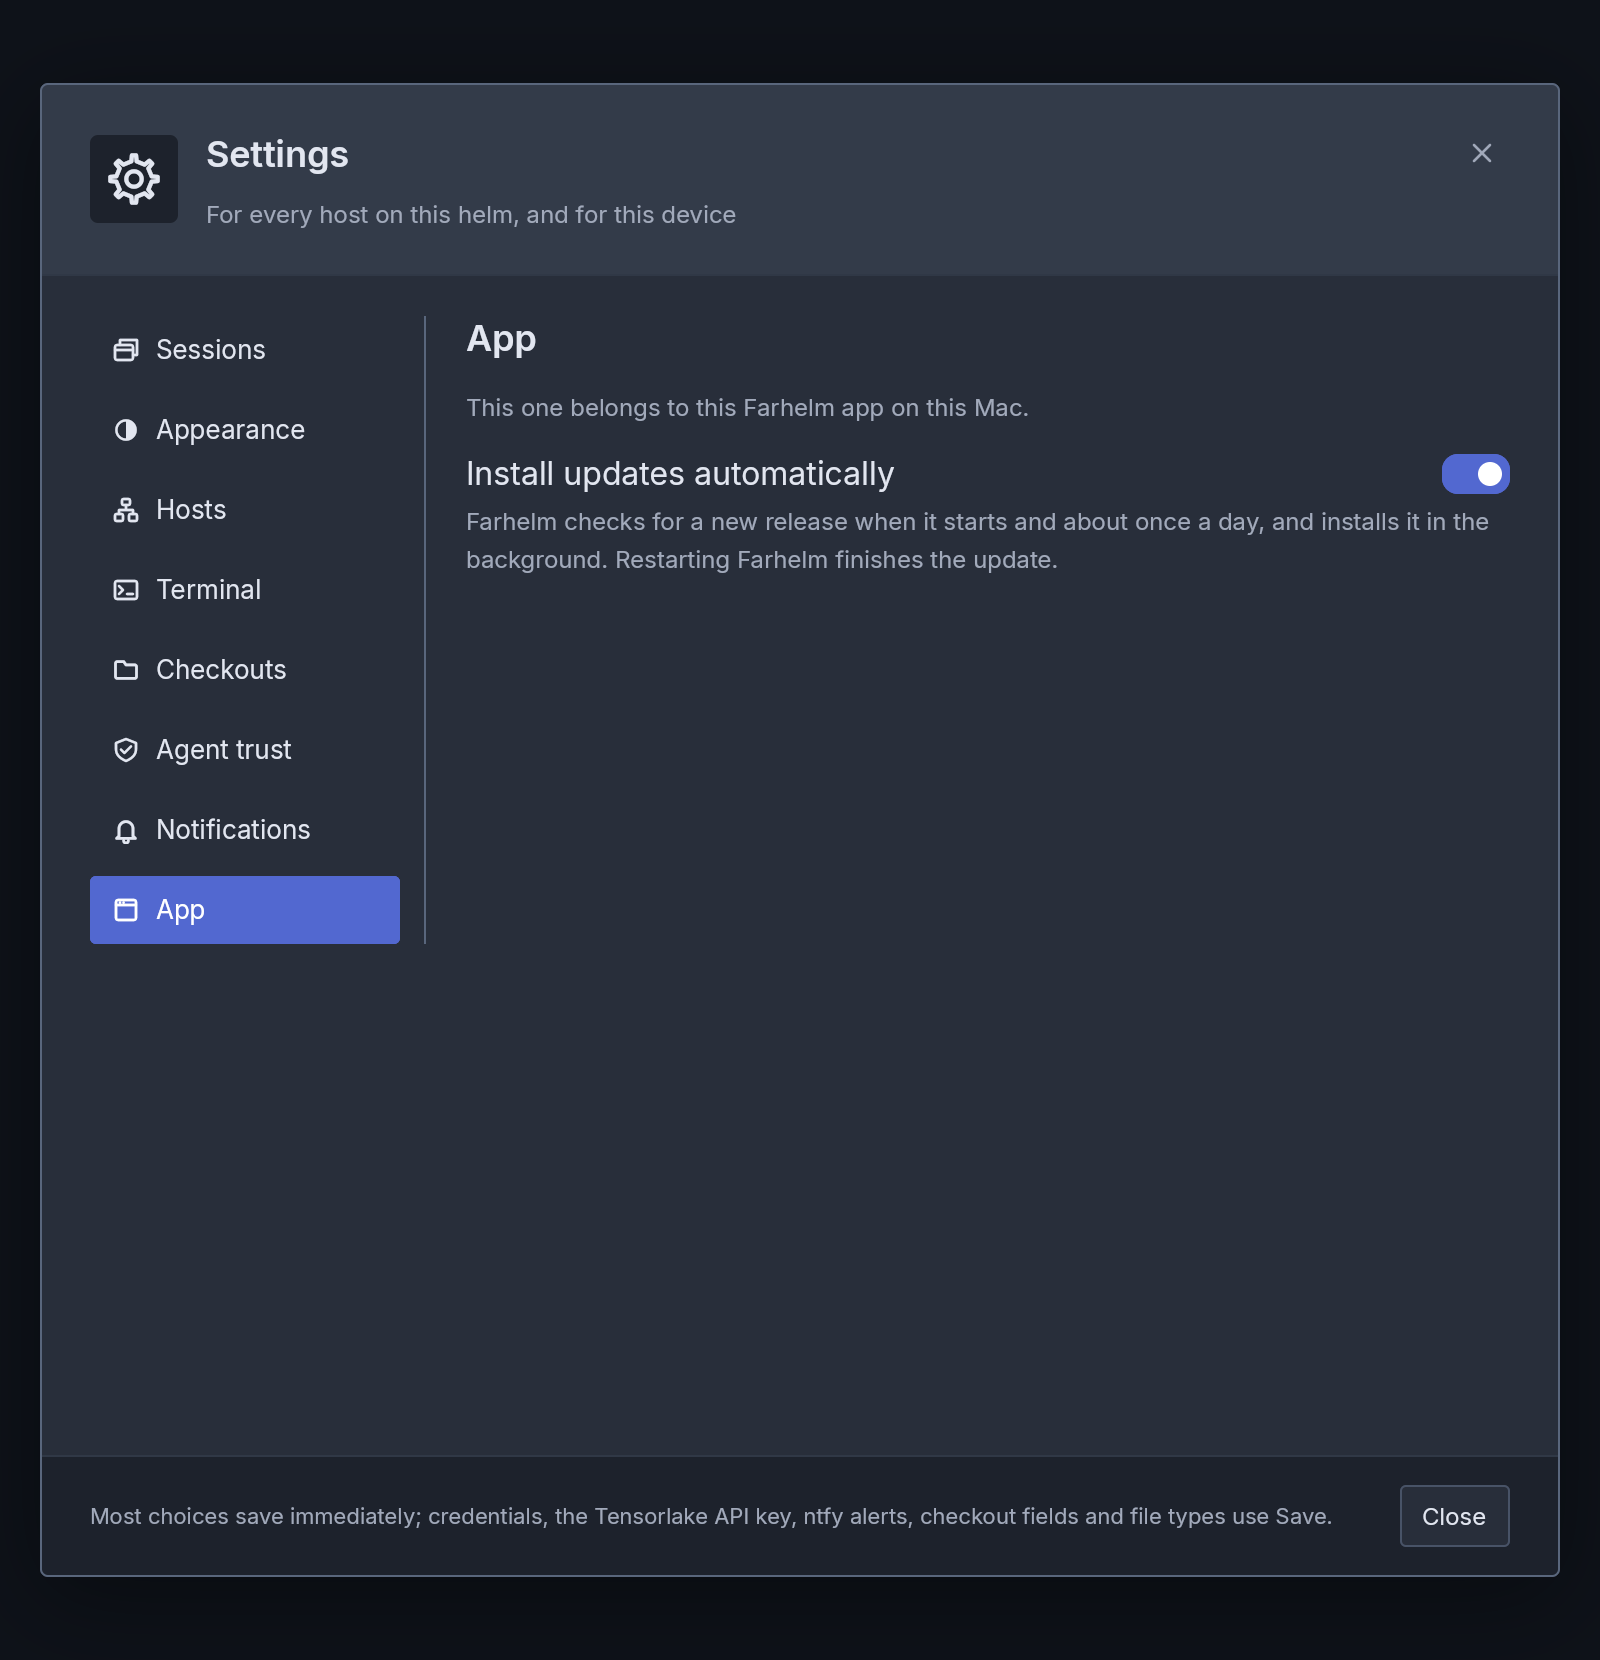 Settings
For every host on this helm, and for this device
Sessions
Appearance
Hosts
Terminal
Checkouts
Agent trust
Notifications
App
App
This one belongs to this Farhelm app on this Mac.
Install updates automatically
Farhelm checks for a new release when it starts and about once a day, and installs it in the
background. Restarting Farhelm finishes the update.
Most choices save immediately; credentials, the Tensorlake API key, ntfy alerts, checkout fields and file types use Save.
Close